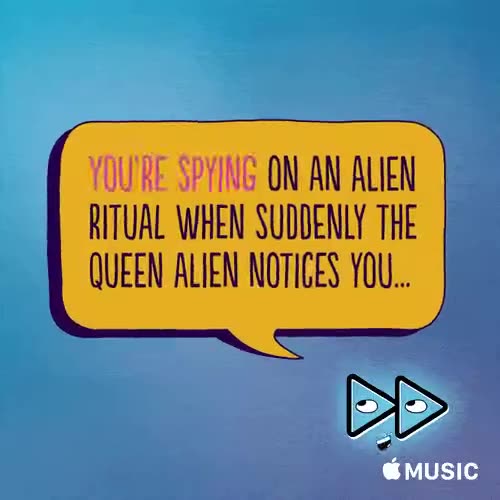 YOU'RE SPYING ON AN ALIEN
RITUAL WHEN SUDDENLY THE
QUEEN ALIEN NOTICES YOU...
MUSIC